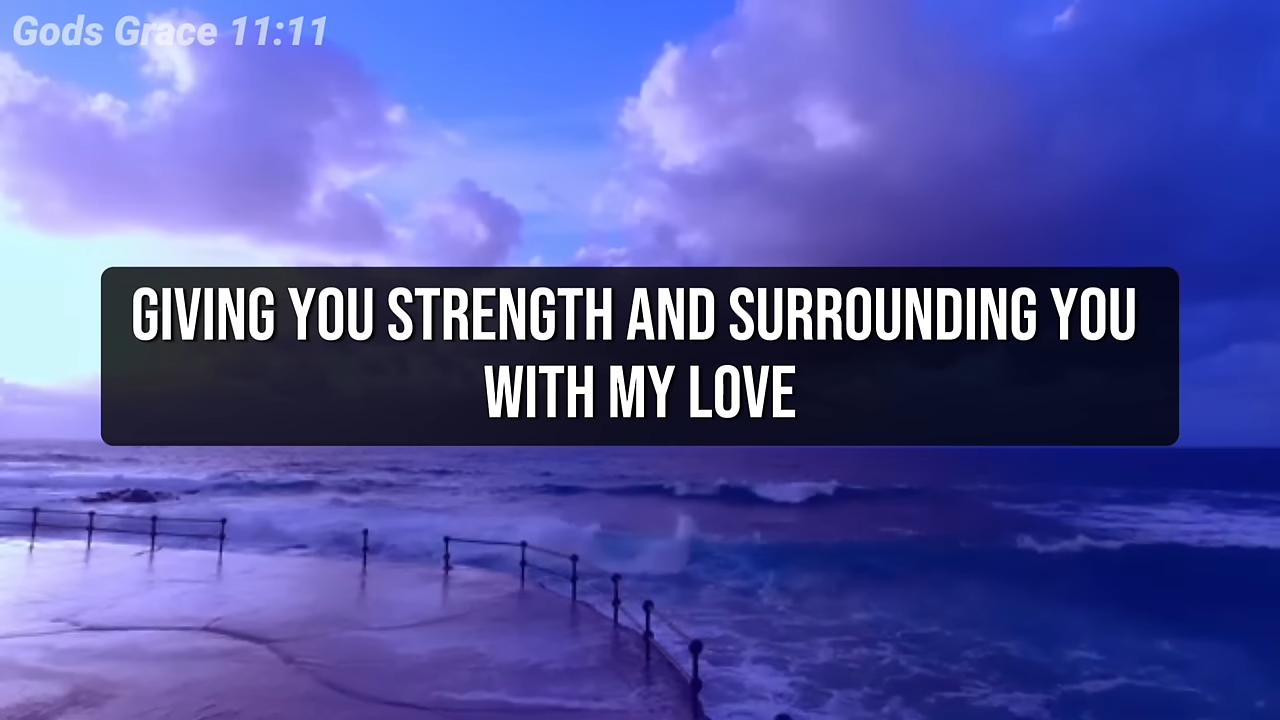 Gods Grace 11:11
GIVING YOU STRENGTH AND SURROUNDING YOU
WITH MY LOVE